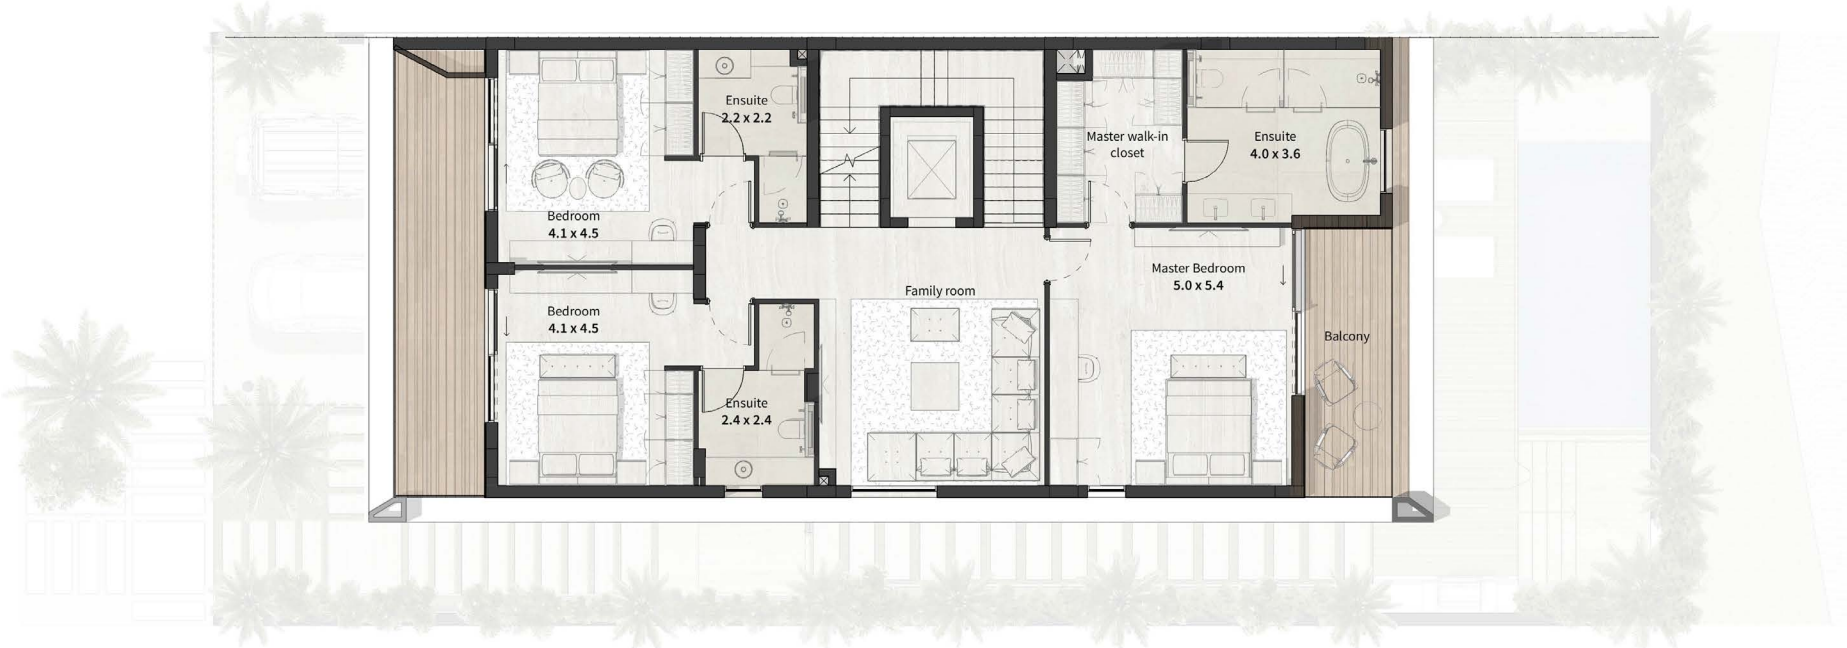 Ensuite
2.2 x 2.2
Master walk-in
closet
Ensuite
4.0 x 3.6
Bedroom
4.1 x 4.5
Master Bedroom
5.0 x 5.4
Family room
Bedroom
4.1 x 4.5
Balcony
Ensuite
2.4 x 2.4